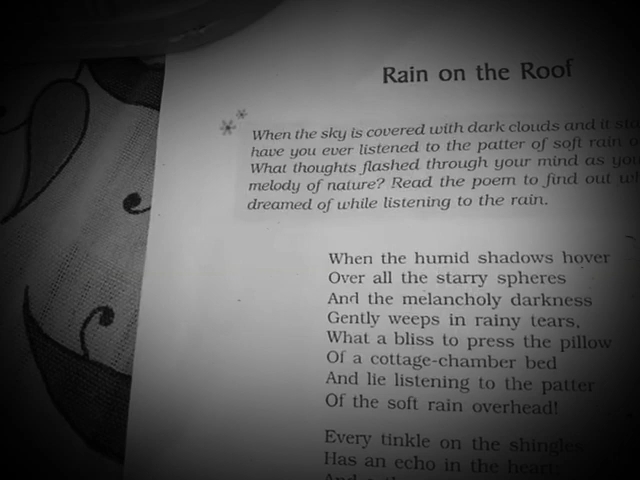 Rain on the Roof
When the sky is covered with dark clouds and it
have you ever listened to the patter of soft rain
What thoughts flashed through your mind as
melody of nature? Read the poem to find out
dreamed of while listening to the rain.
When the humid shadows hover
Over all the starry spheres
And the melancholy darkness
Gently weeps in rainy tears,
What a bliss to press the pillow
Of a cottage-chamber bed
And lie listening to the patter
Of the soft rain overhead!
Every tinkle on the shingles
Has an echo in the heart;